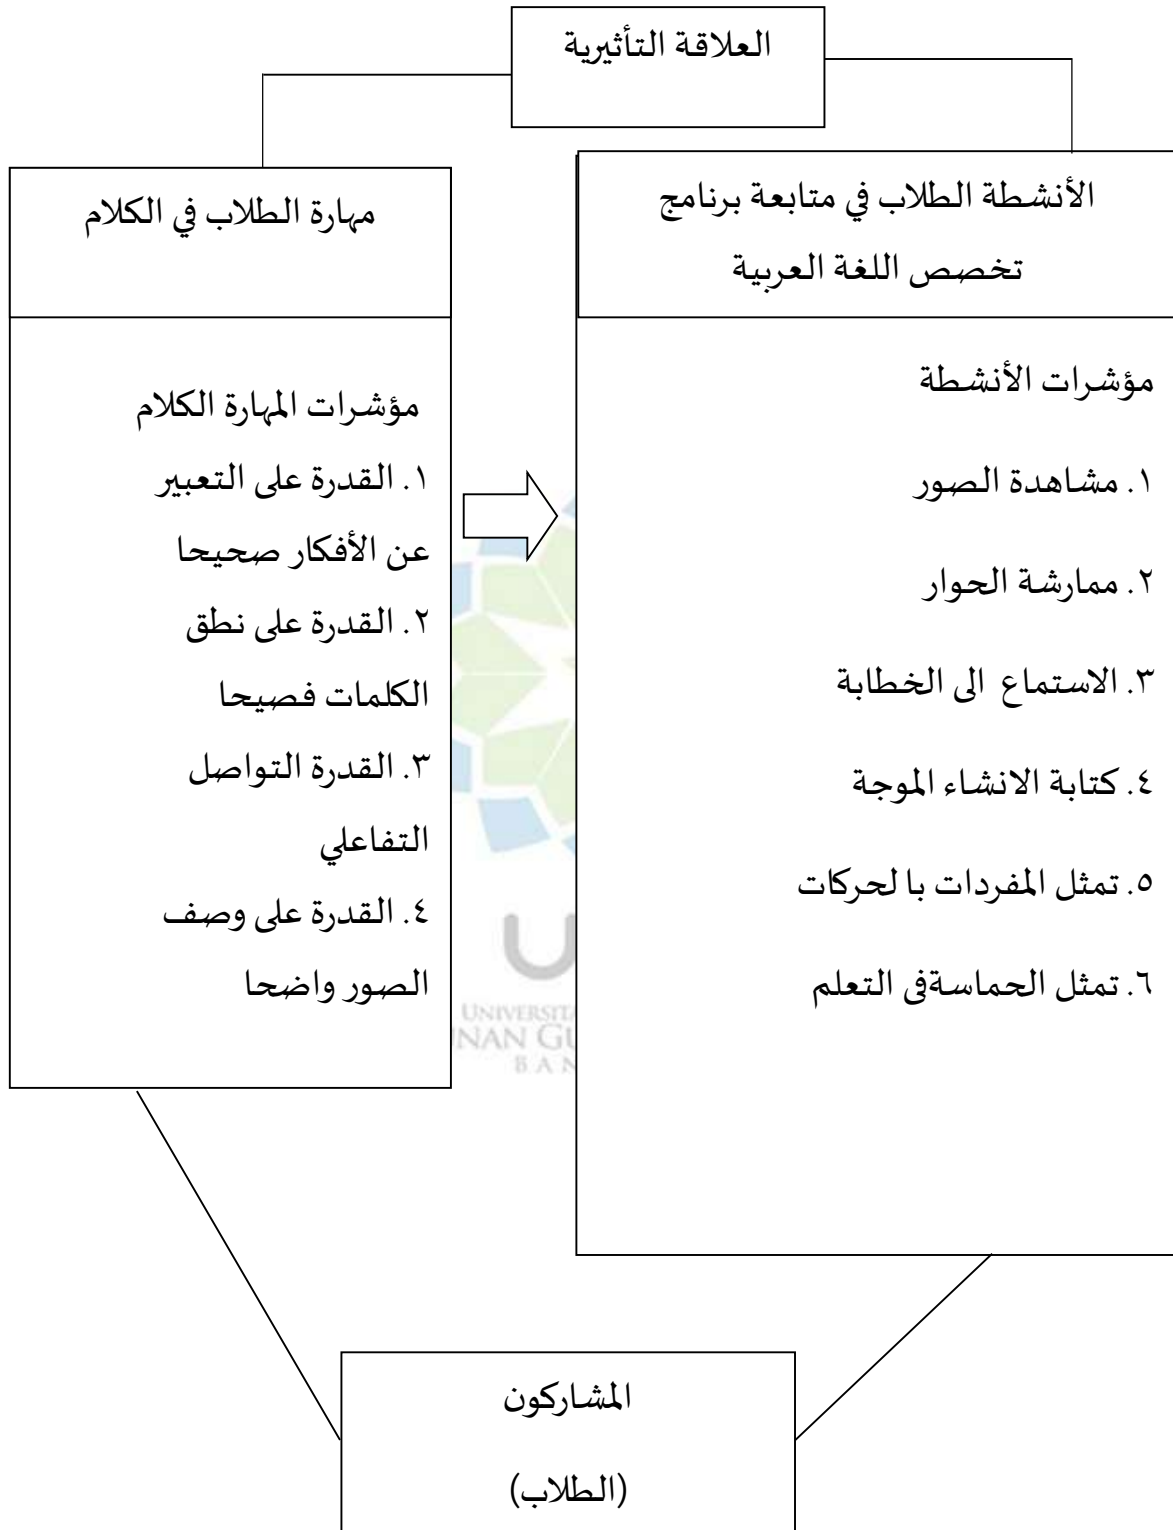 العلاقة التأثيرية
الأنشطة الطلاب في متابعة برنامج
تخصص اللغة العربية
مؤشرات الأنشطة
١. مشاهدة الصور
٢. ممارشة الحوار
٣. الاستماع الى الخطابة
٤. كتابة الانشاء الموجة
٥. تمثل المفردات با لحركات
٦. تمثل الحماسةفى التعلم
مهارة الطلاب في الكلام
مؤشرات المهارة الكلام
١. القدرة على التعبير
عن الأفكار صحيحا
٢. القدرة على نطق
الكلمات فصيحا
٣. القدرة التواصل
التفاعلي
٤. القدرة على وصف
الصور واضحا
المشاركون
(الطلاب)